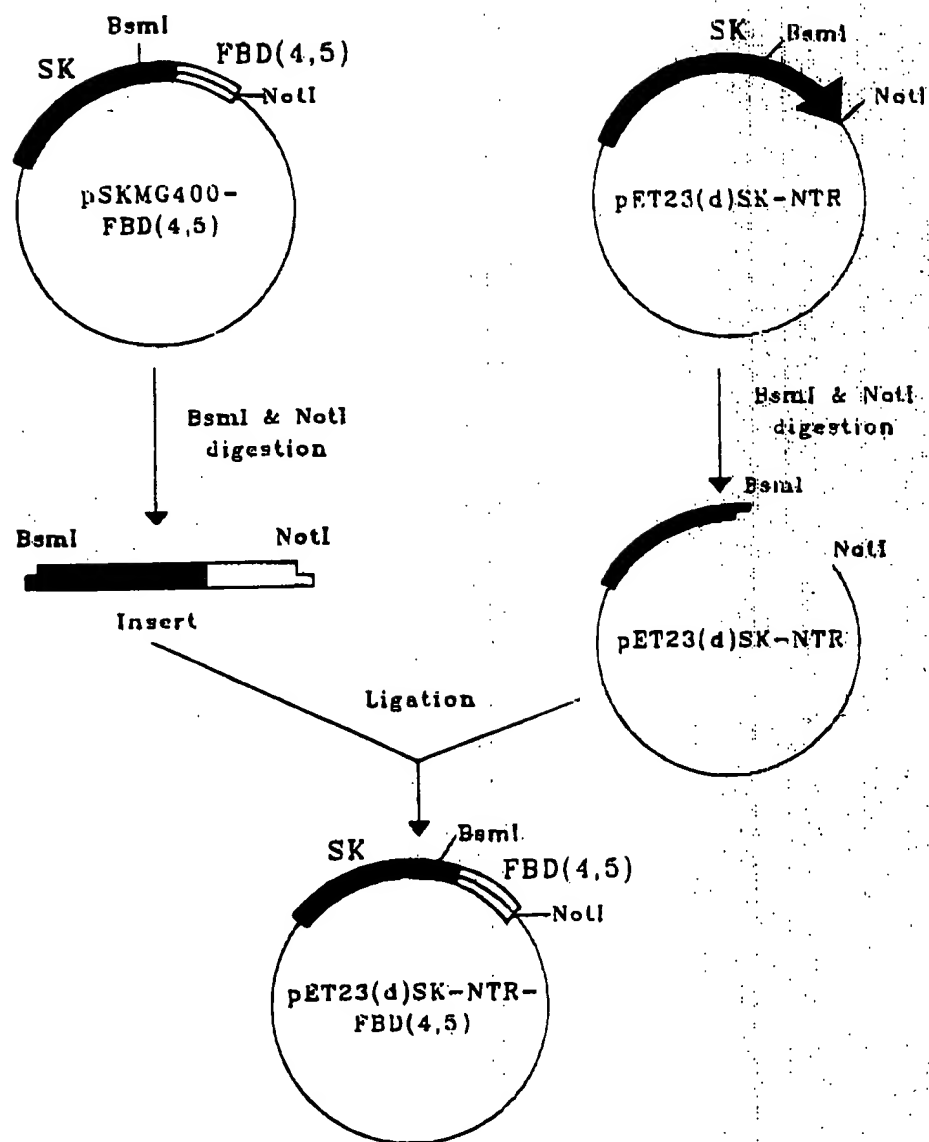 BsmI
SK
FBD(4,5)
NotI
pSKMG400-
FBD(4,5)
SK
BsmI
NotI
pET23(d)SK-NTR
BsmI & NotI
digestion
BsmI & NotI
digestion
BsmI
NotI
Insert
BsmI
NotI
pET23(d)SK-NTR
Ligation
SK
BsmI
FBD(4,5)
NotI
pET23(d)SK-NTR-
FBD(4,5)